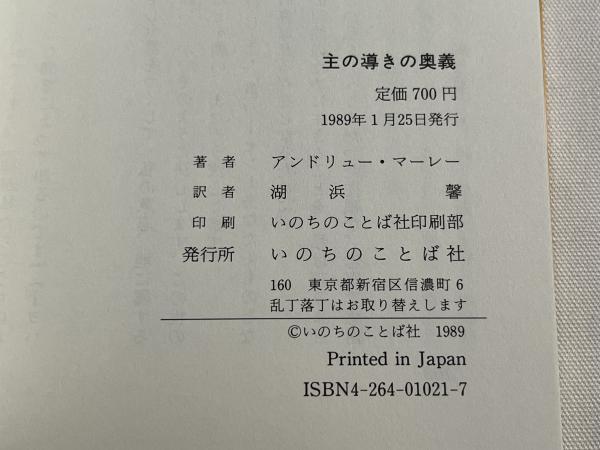 主の導きの奥義
定価 700 円
1989年1月25日発行
著者 アンドリュー・マーレー
訳者 湖浜馨
印刷 いのちのことば社印刷部
発行所 いのちのことば社
160 東京都新宿区信濃町6
乱丁落丁はお取り替えします
©いのちのことば社 1989
Printed in Japan
ISBN4-264-01021-7